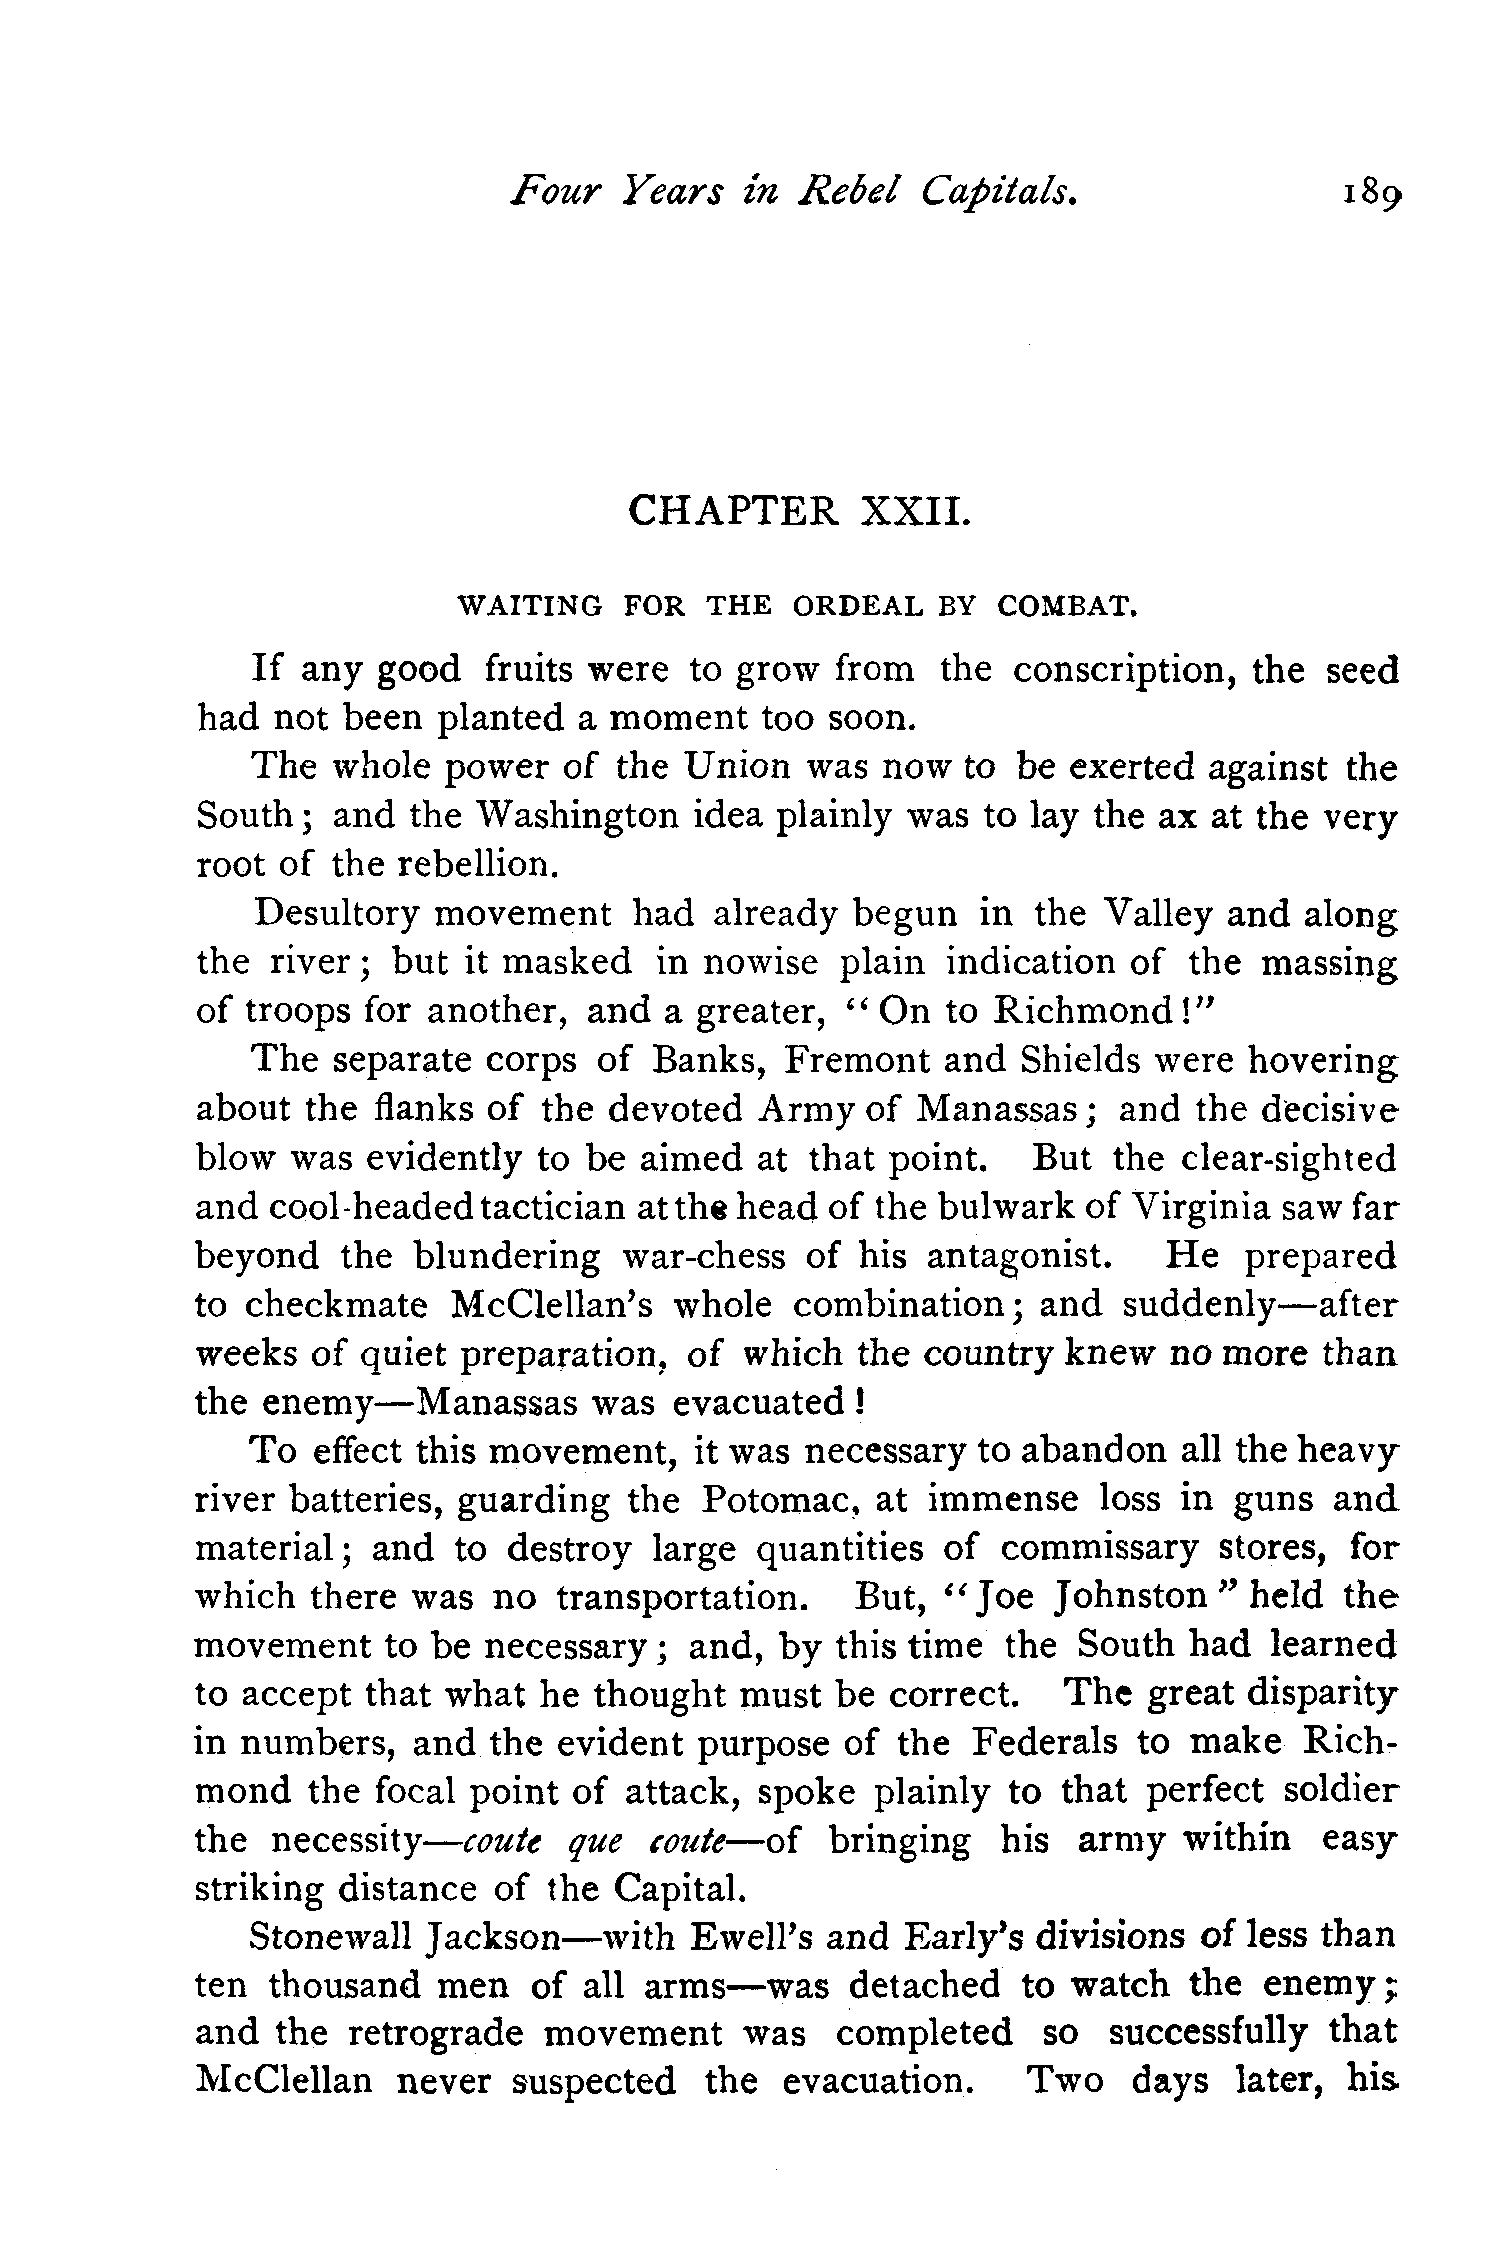 Four Years in Rebel Capitals. 189
CHAPTER XXII.
WAITING FOR THE ORDEAL BY COMBAT.
If any good fruits were to grow from the conscription, the seed
had not been planted a moment too soon.
The whole power of the Union was now to be exerted against the
South; and the Washington idea plainly was to lay the ax at the very
root of the rebellion.
Desultory movement had already begun in the Valley and along
the river; but it masked in nowise plain indication of the massing
of troops for another, and a greater, "On to Richmond!"
The separate corps of Banks, Fremont and Shields were hovering
about the flanks of the devoted Army of Manassas; and the decisive
blow was evidently to be aimed at that point. But the clear-sighted
and cool-headed tactician at the head of the bulwark of Virginia saw far
beyond the blundering war-chess of his antagonist. He prepared
to checkmate McClellan's whole combination; and suddenly—after
weeks of quiet preparation, of which the country knew no more than
the enemy—Manassas was evacuated!
To effect this movement, it was necessary to abandon all the heavy
river batteries, guarding the Potomac, at immense loss in guns and
material; and to destroy large quantities of commissary stores, for
which there was no transportation. But, "Joe Johnston" held the
movement to be necessary; and, by this time the South had learned
to accept that what he thought must be correct. The great disparity
in numbers, and the evident purpose of the Federals to make Rich-
mond the focal point of attack, spoke plainly to that perfect soldier
the necessity—coute que coute—of bringing his army within easy
striking distance of the Capital.
Stonewall Jackson—with Ewell's and Early's divisions of less than
ten thousand men of all arms—was detached to watch the enemy;
and the retrograde movement was completed so successfully that
McClellan never suspected the evacuation. Two days later, his